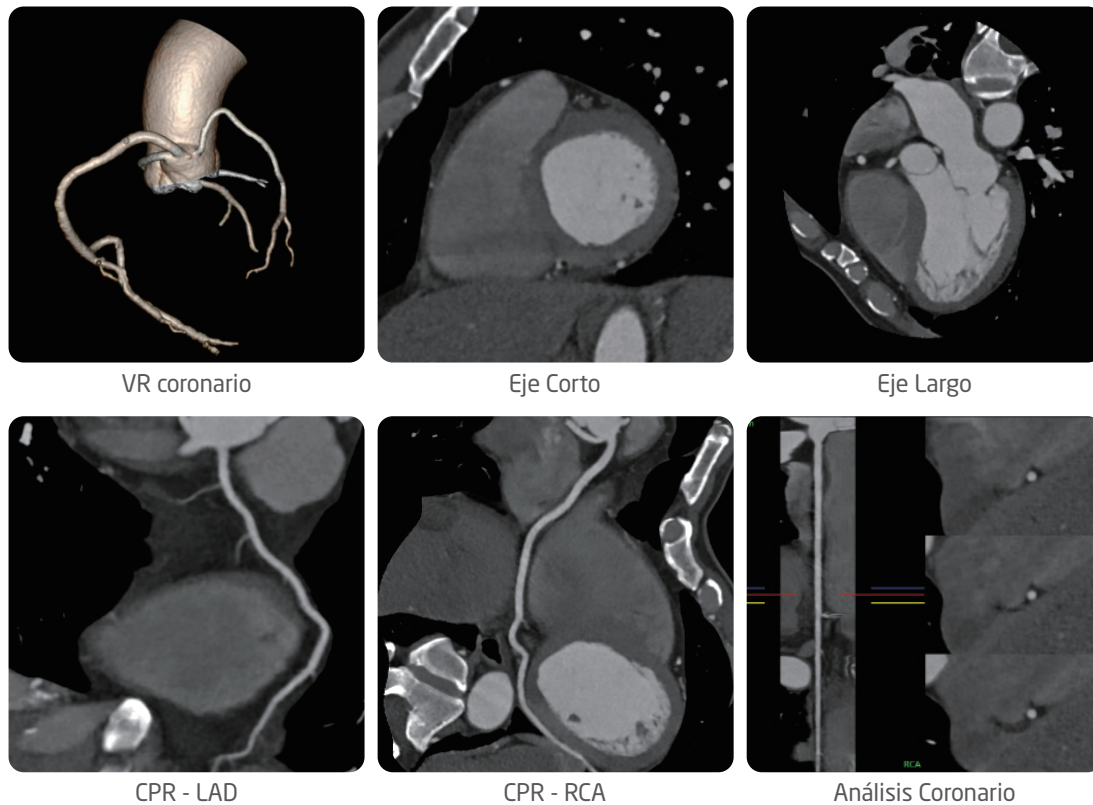 VR coronario
Eje Corto
Eje Largo
RCA
CPR - LAD
CPR - RCA
Análisis Coronario